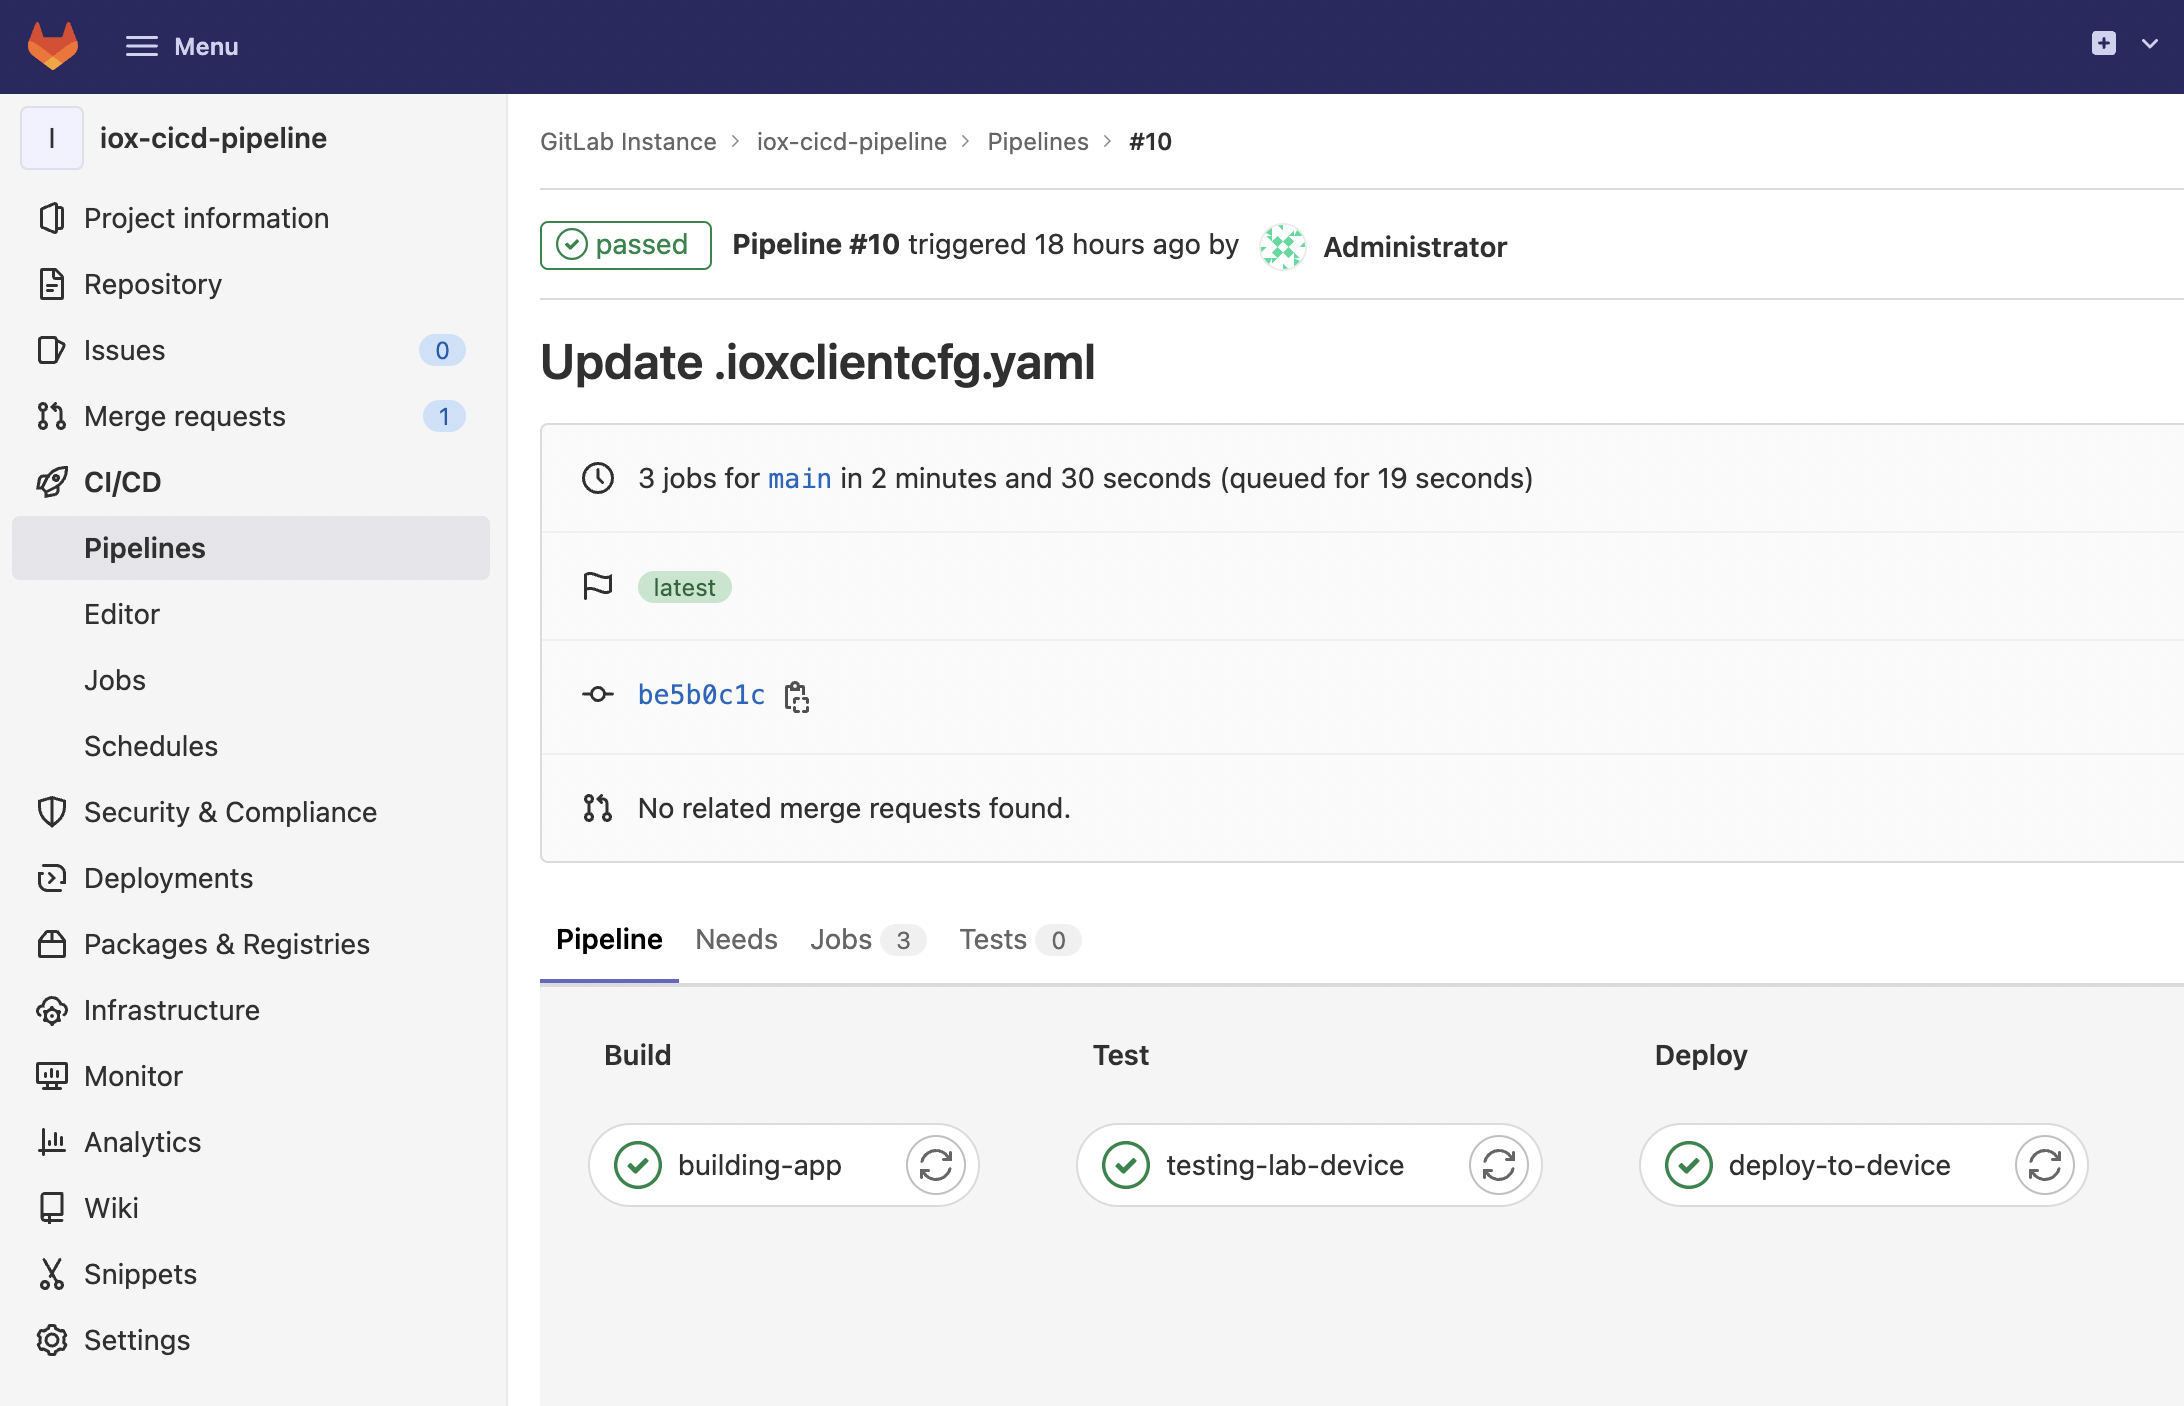 Menu
I iox-cicd-pipeline
Project information
Repository
Issues 0
Merge requests 1
CI/CD
Pipelines
Editor
Jobs
Schedules
Security & Compliance
Deployments
Packages & Registries
Infrastructure
Monitor
Analytics
Wiki
Snippets
Settings
GitLab Instance > iox-cicd-pipeline > Pipelines > #10
passed Pipeline #10 triggered 18 hours ago by Administrator
Update .ioxclientcfg.yaml
3 jobs for main in 2 minutes and 30 seconds (queued for 19 seconds)
latest
be5b0c1c
No related merge requests found.
Pipeline Needs Jobs 3 Tests 0
Build Test Deploy
building-app testing-lab-device deploy-to-device